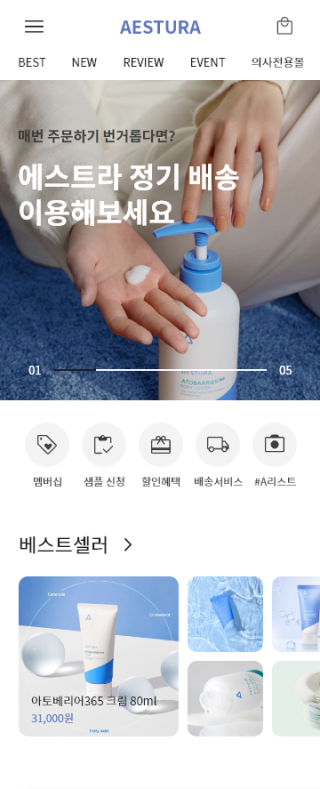 AESTURA
BEST NEW REVIEW EVENT 의사전용몰
매번 주문하기 번거롭다면?
에스트라 정기 배송
이용해보세요
01 05
멤버십 샘플 신청 할인혜택 배송서비스 #A리스트
베스트셀러
아토베리어365 크림 80ml
31,000원